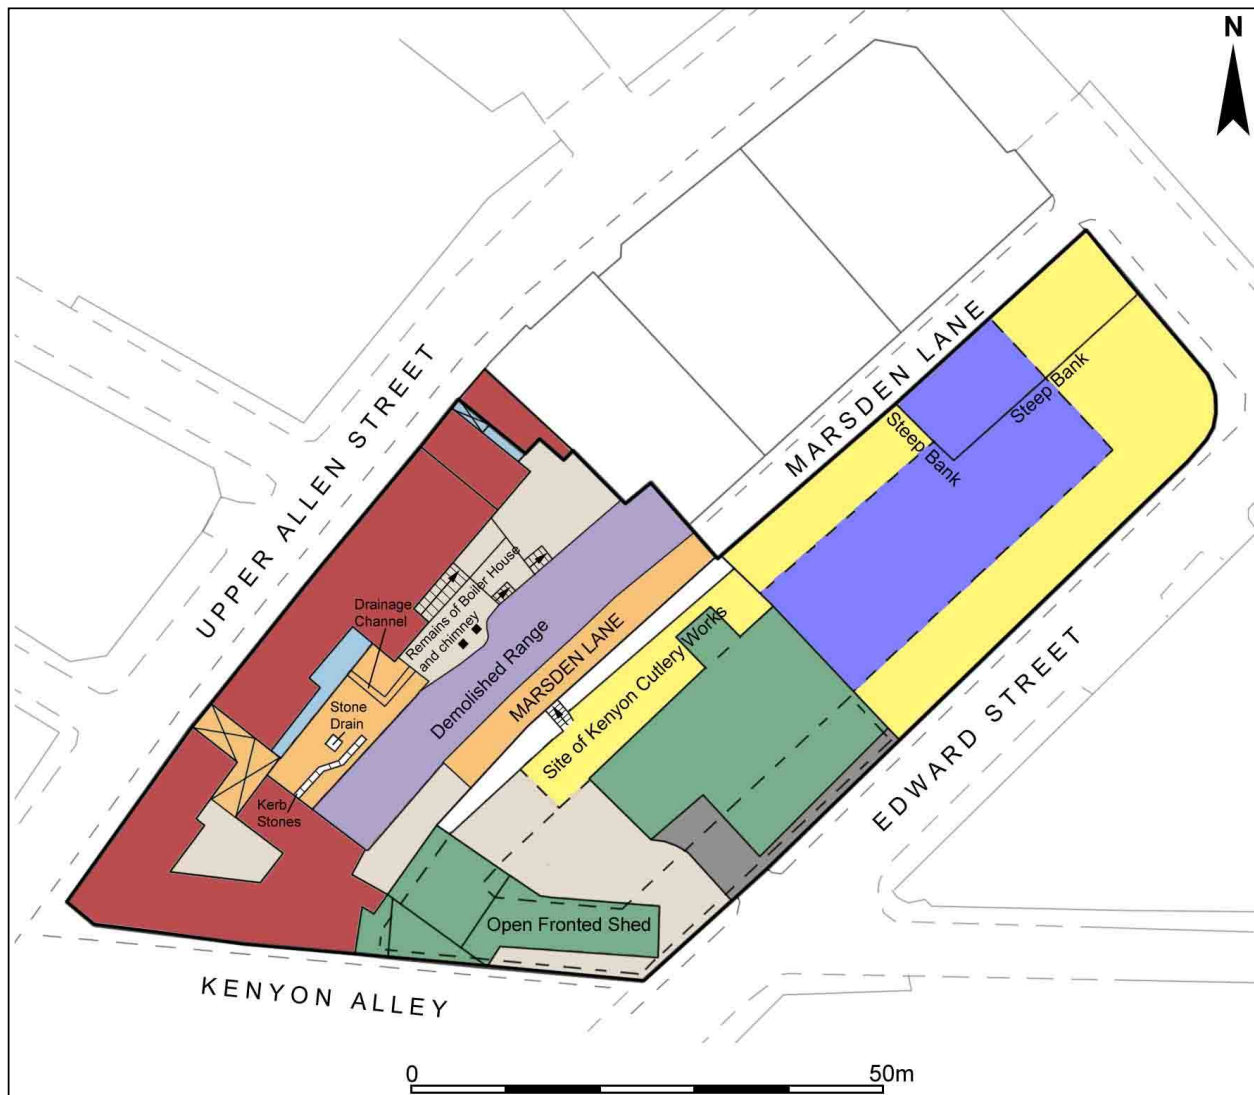 N
UPPER ALLEN STREET
MARSDEN LANE
Steep Bank
Steep Bank
Remains of Boiler House
and chimney
Drainage
Channel
Demolished Range
MARSDEN LANE
Site of Kenyon Cutlery Works
Stone
Drain
Kerb
Stones
EDWARD STREET
Open Fronted Shed
KENYON ALLEY
0
50m